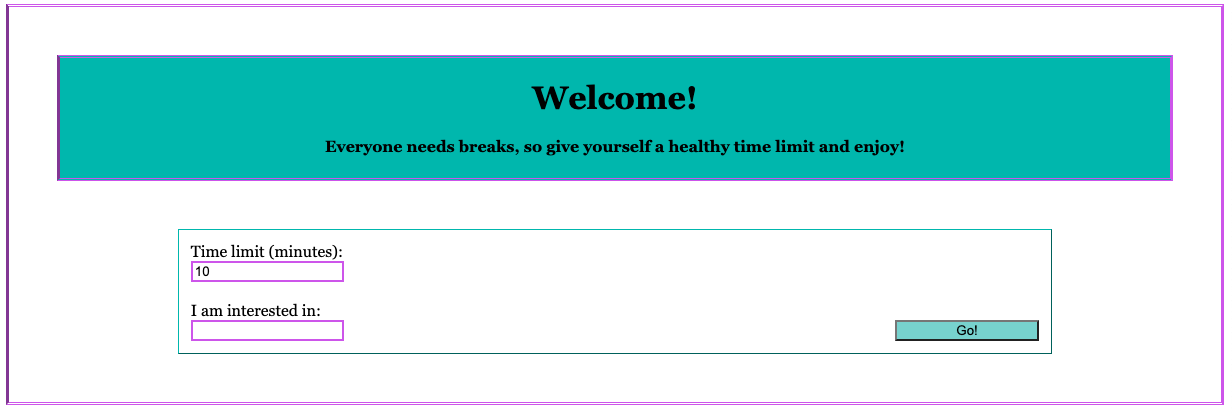 Welcome!
Everyone needs breaks, so give yourself a healthy time limit and enjoy!
Time limit (minutes):
10
I am interested in:
Go!